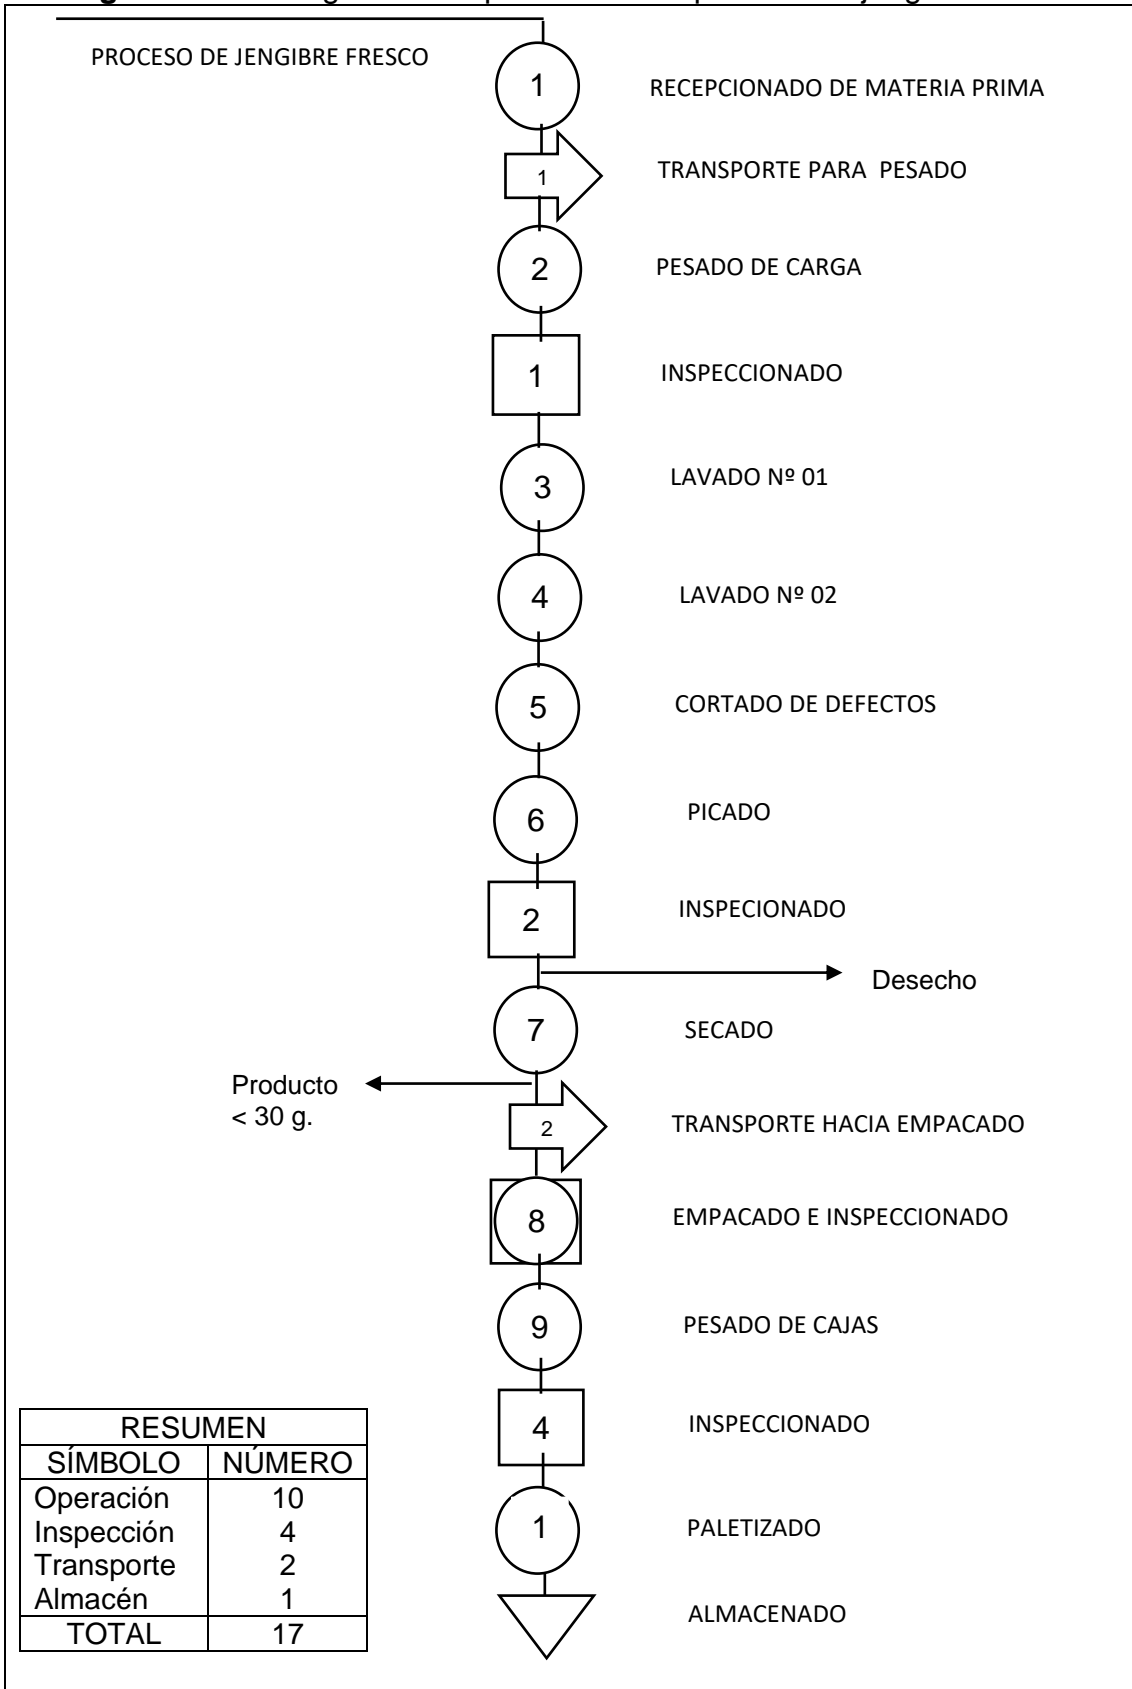 PROCESO DE JENGIBRE FRESCO
1 RECEPCIONADO DE MATERIA PRIMA
1 TRANSPORTE PARA PESADO
2 PESADO DE CARGA
1 INSPECCIONADO
3 LAVADO Nº 01
4 LAVADO Nº 02
5 CORTADO DE DEFECTOS
6 PICADO
2 INSPECIONADO
Desecho
7 SECADO
Producto
< 30 g.
2 TRANSPORTE HACIA EMPACADO
8 EMPACADO E INSPECCIONADO
9 PESADO DE CAJAS
4 INSPECCIONADO
1 PALETIZADO
ALMACENADO
RESUMEN
SÍMBOLO NÚMERO
Operación 10
Inspección 4
Transporte 2
Almacén 1
TOTAL 17